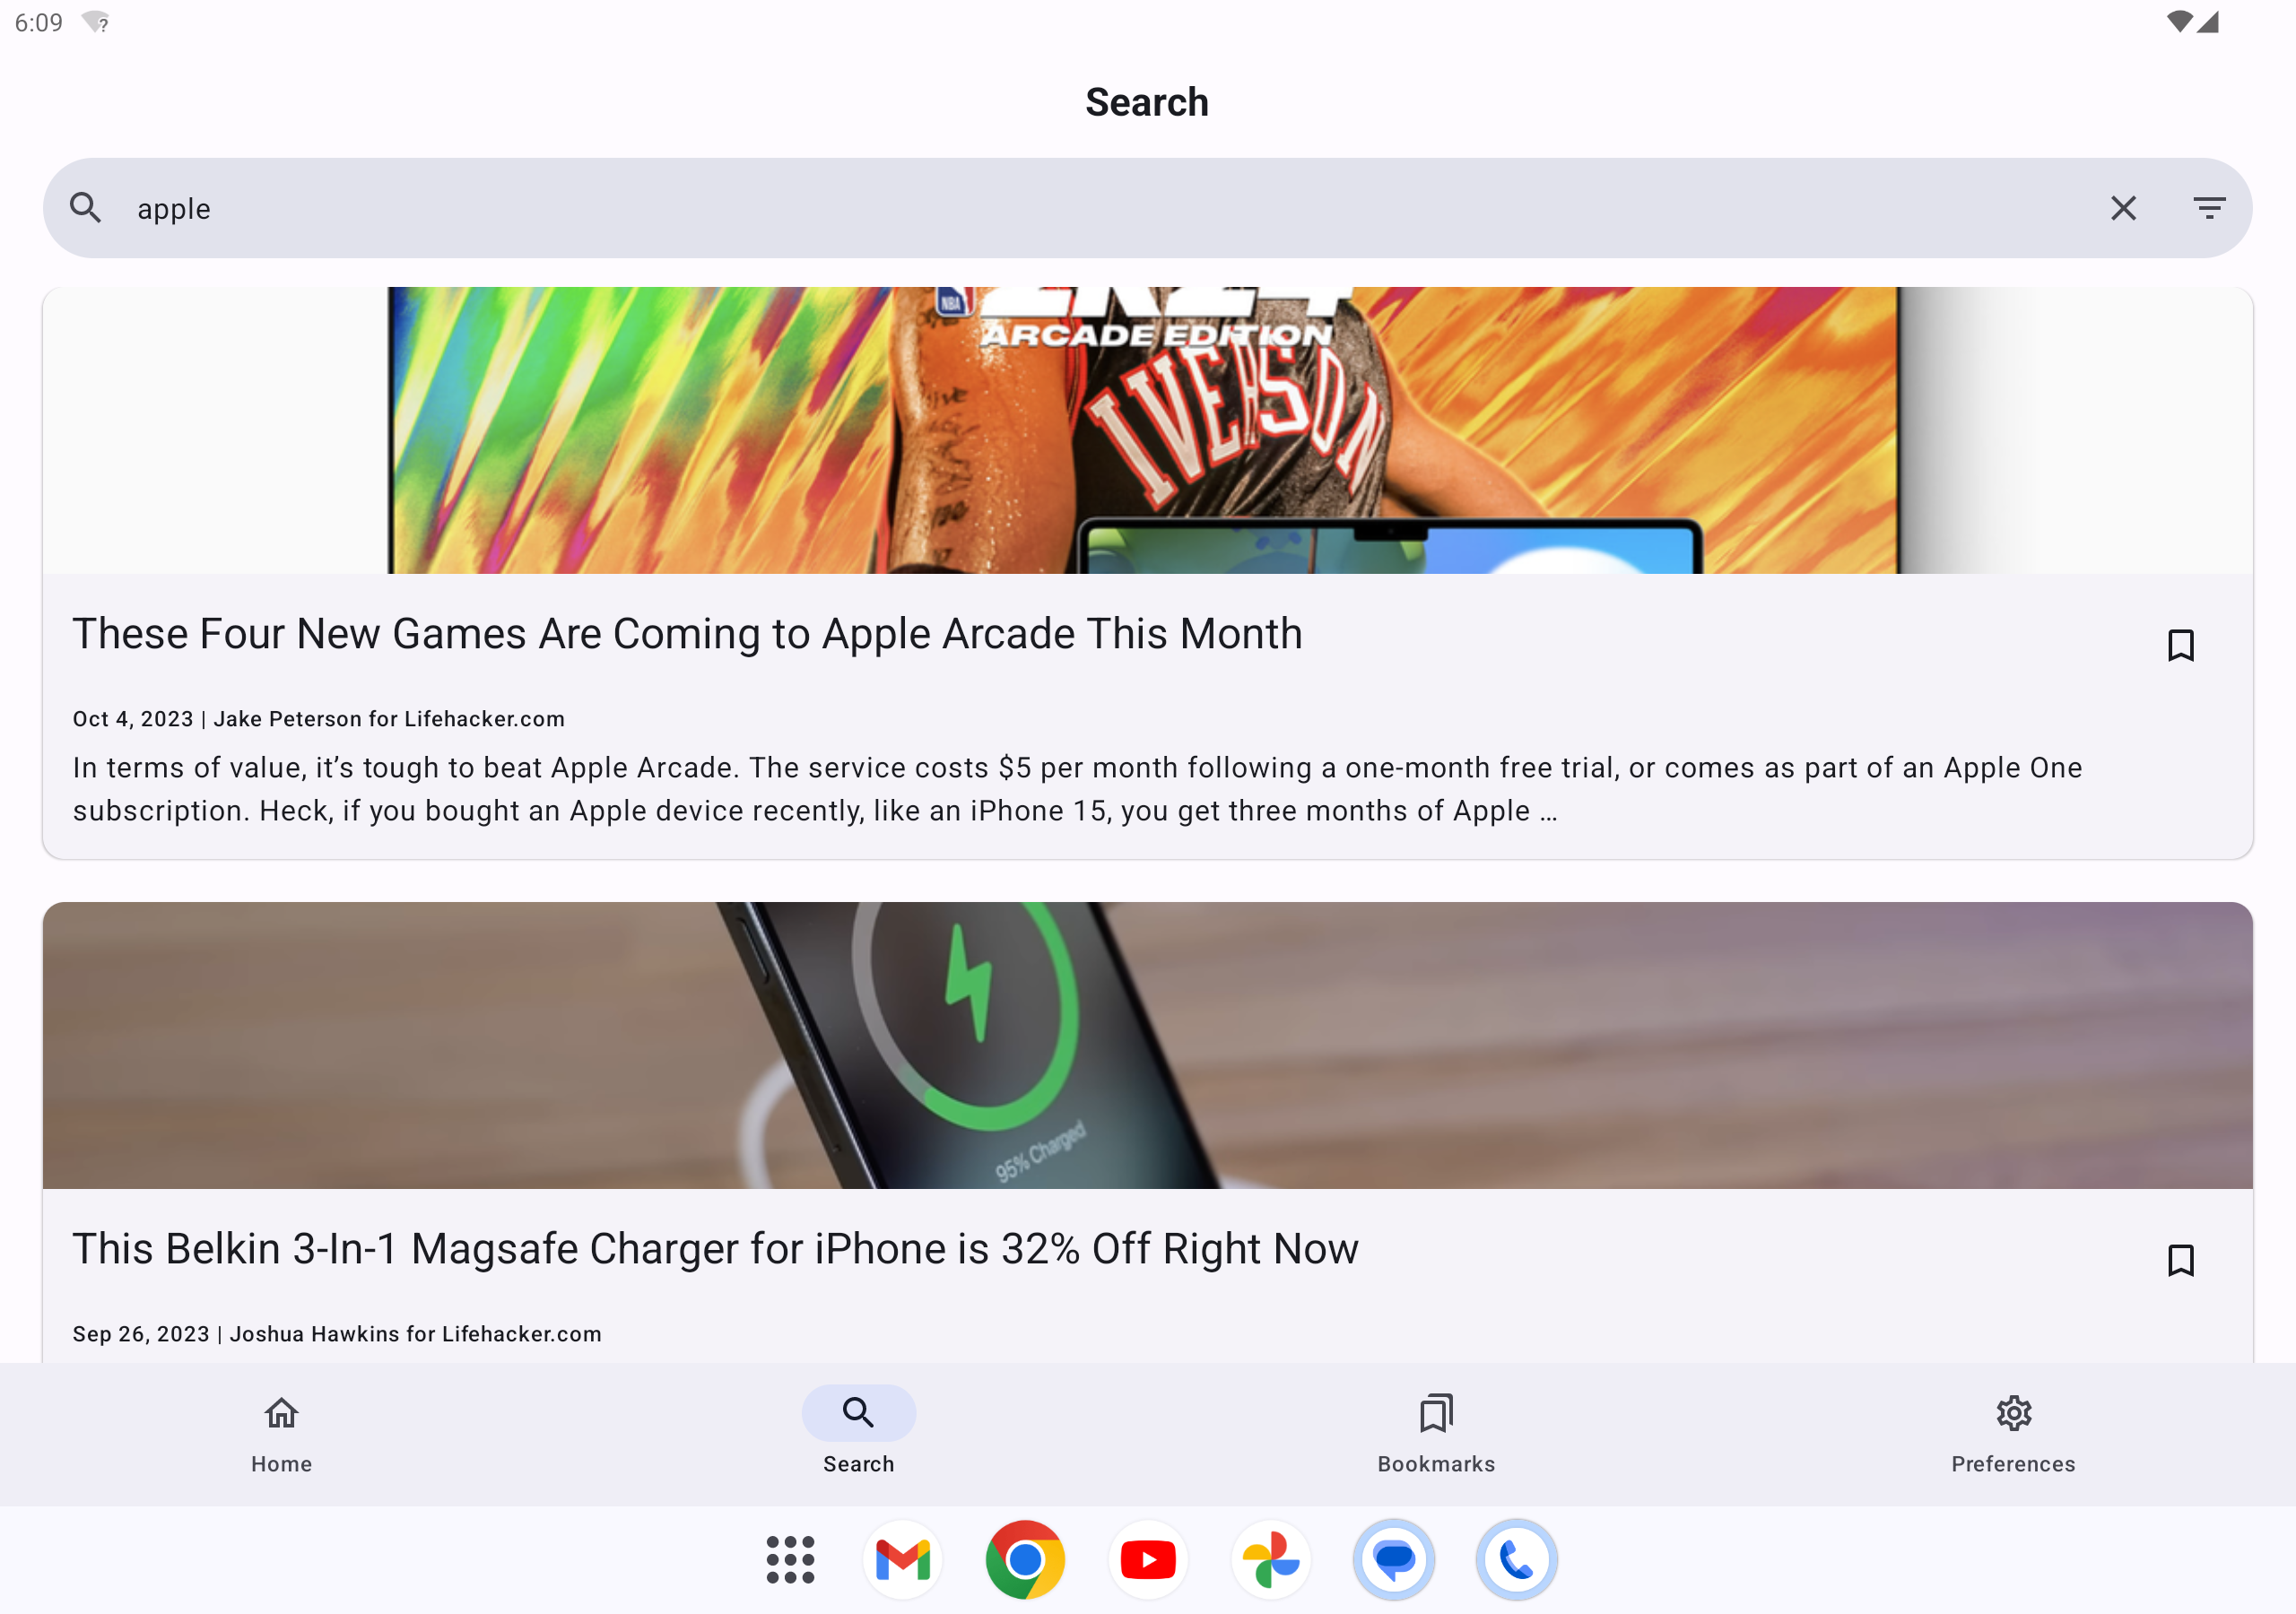 6:09
Search
apple
NBA
2K24
ARCADE EDITION
IVERSON
These Four New Games Are Coming to Apple Arcade This Month
Oct 4, 2023 | Jake Peterson for Lifehacker.com
In terms of value, it’s tough to beat Apple Arcade. The service costs $5 per month following a one-month free trial, or comes as part of an Apple One
subscription. Heck, if you bought an Apple device recently, like an iPhone 15, you get three months of Apple …
95% Charged
This Belkin 3-In-1 Magsafe Charger for iPhone is 32% Off Right Now
Sep 26, 2023 | Joshua Hawkins for Lifehacker.com
Home
Search
Bookmarks
Preferences